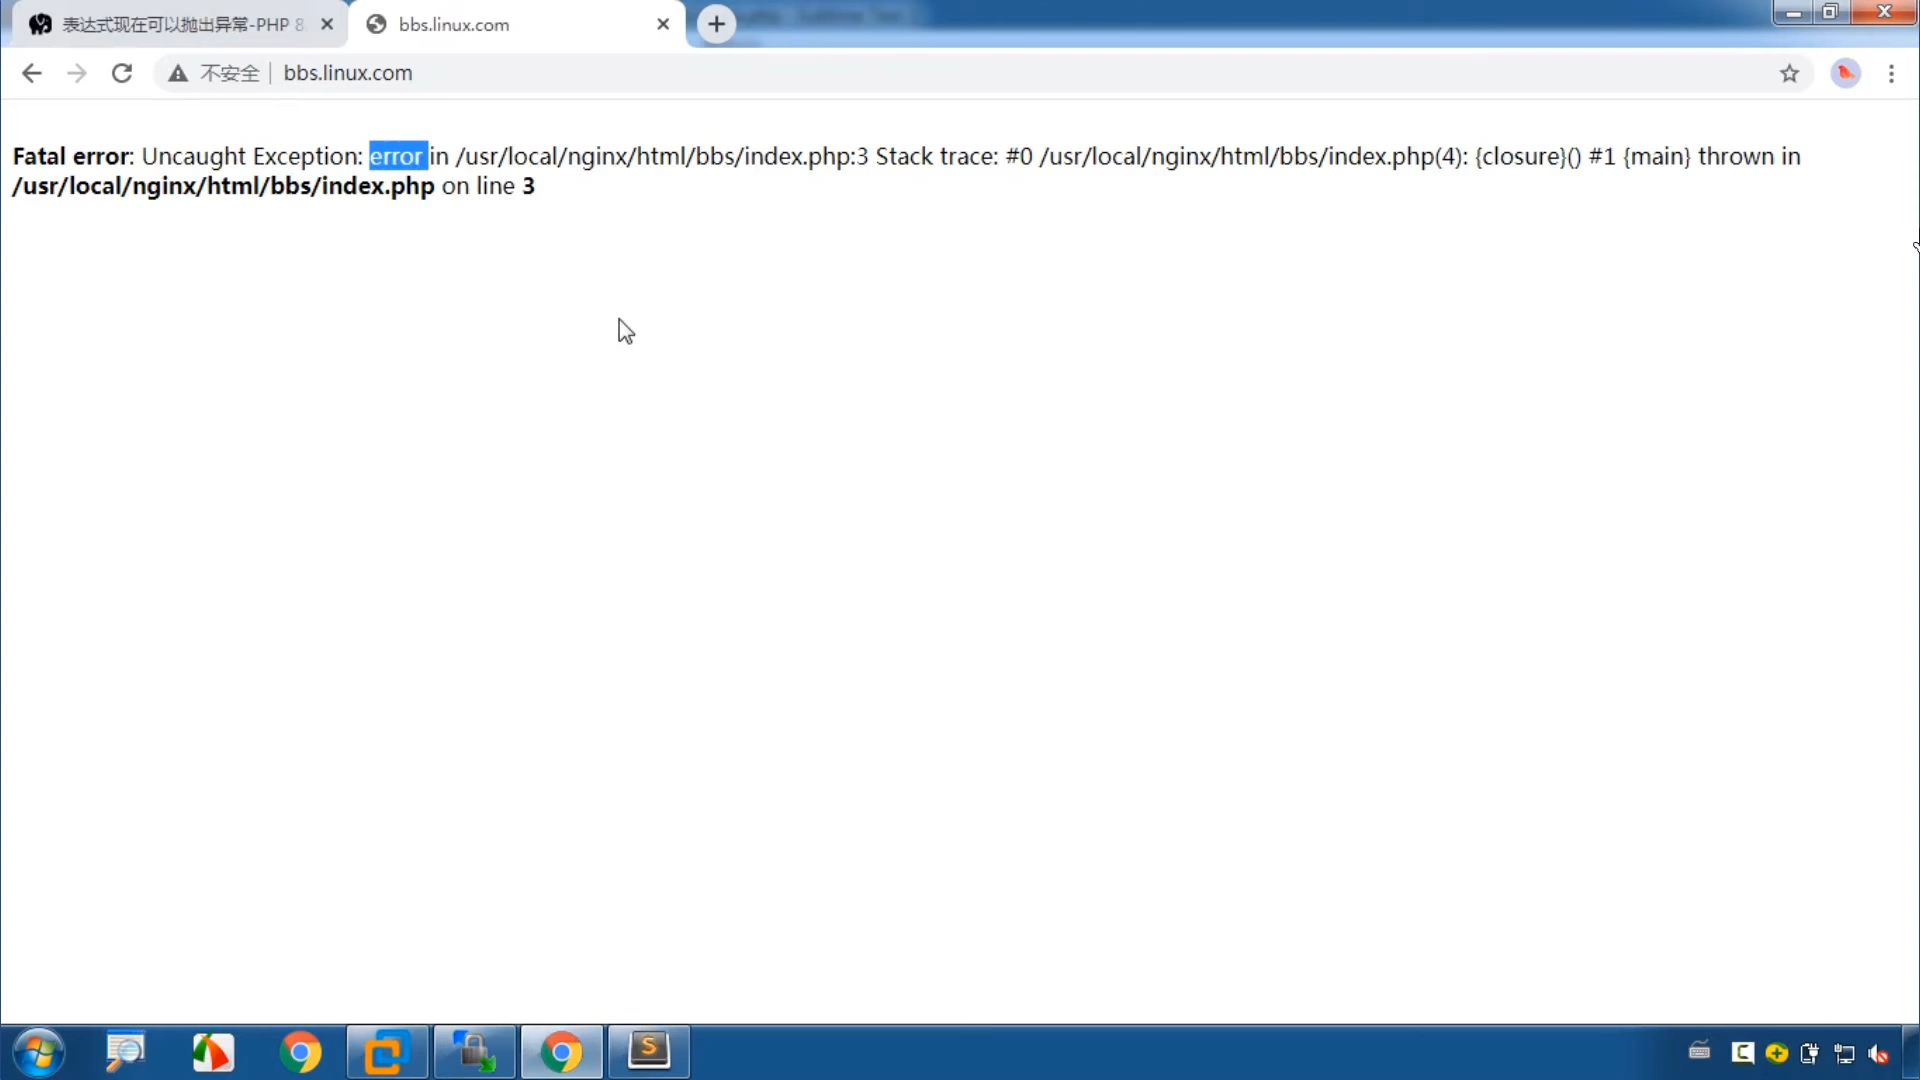 表达式现在可以抛出异常-PHP 8
bbs.linux.com
不安全 | bbs.linux.com
Fatal error: Uncaught Exception: error in /usr/local/nginx/html/bbs/index.php:3 Stack trace: #0 /usr/local/nginx/html/bbs/index.php(4): {closure}() #1 {main} thrown in
/usr/local/nginx/html/bbs/index.php on line 3